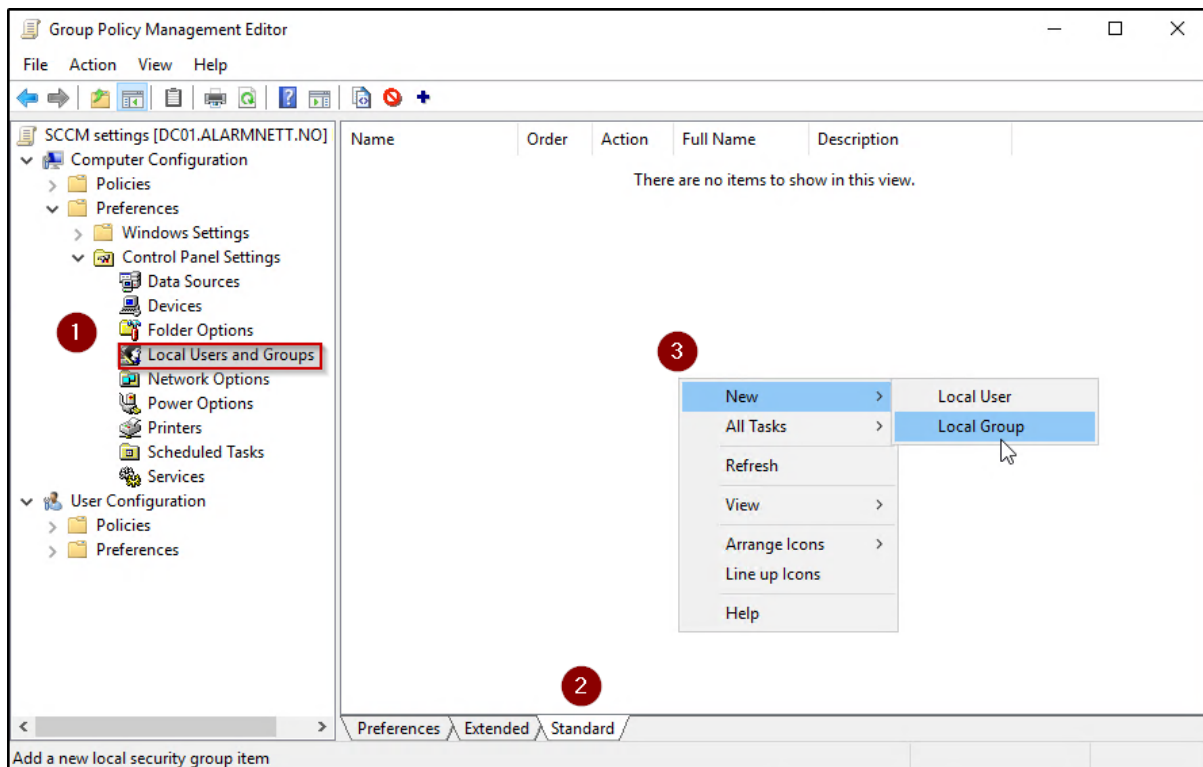 Group Policy Management Editor
File Action View Help
SCCM settings [DC01.ALARMNETT.NO]
Computer Configuration
Policies
Preferences
Windows Settings
Control Panel Settings
Data Sources
Devices
1
Folder Options
Local Users and Groups
Network Options
Power Options
Printers
Scheduled Tasks
Services
User Configuration
Policies
Preferences
Name Order Action Full Name Description
There are no items to show in this view.
3
New
All Tasks
Refresh
View
Arrange Icons
Line up Icons
Help
Local User
Local Group
2
Preferences Extended Standard
Add a new local security group item